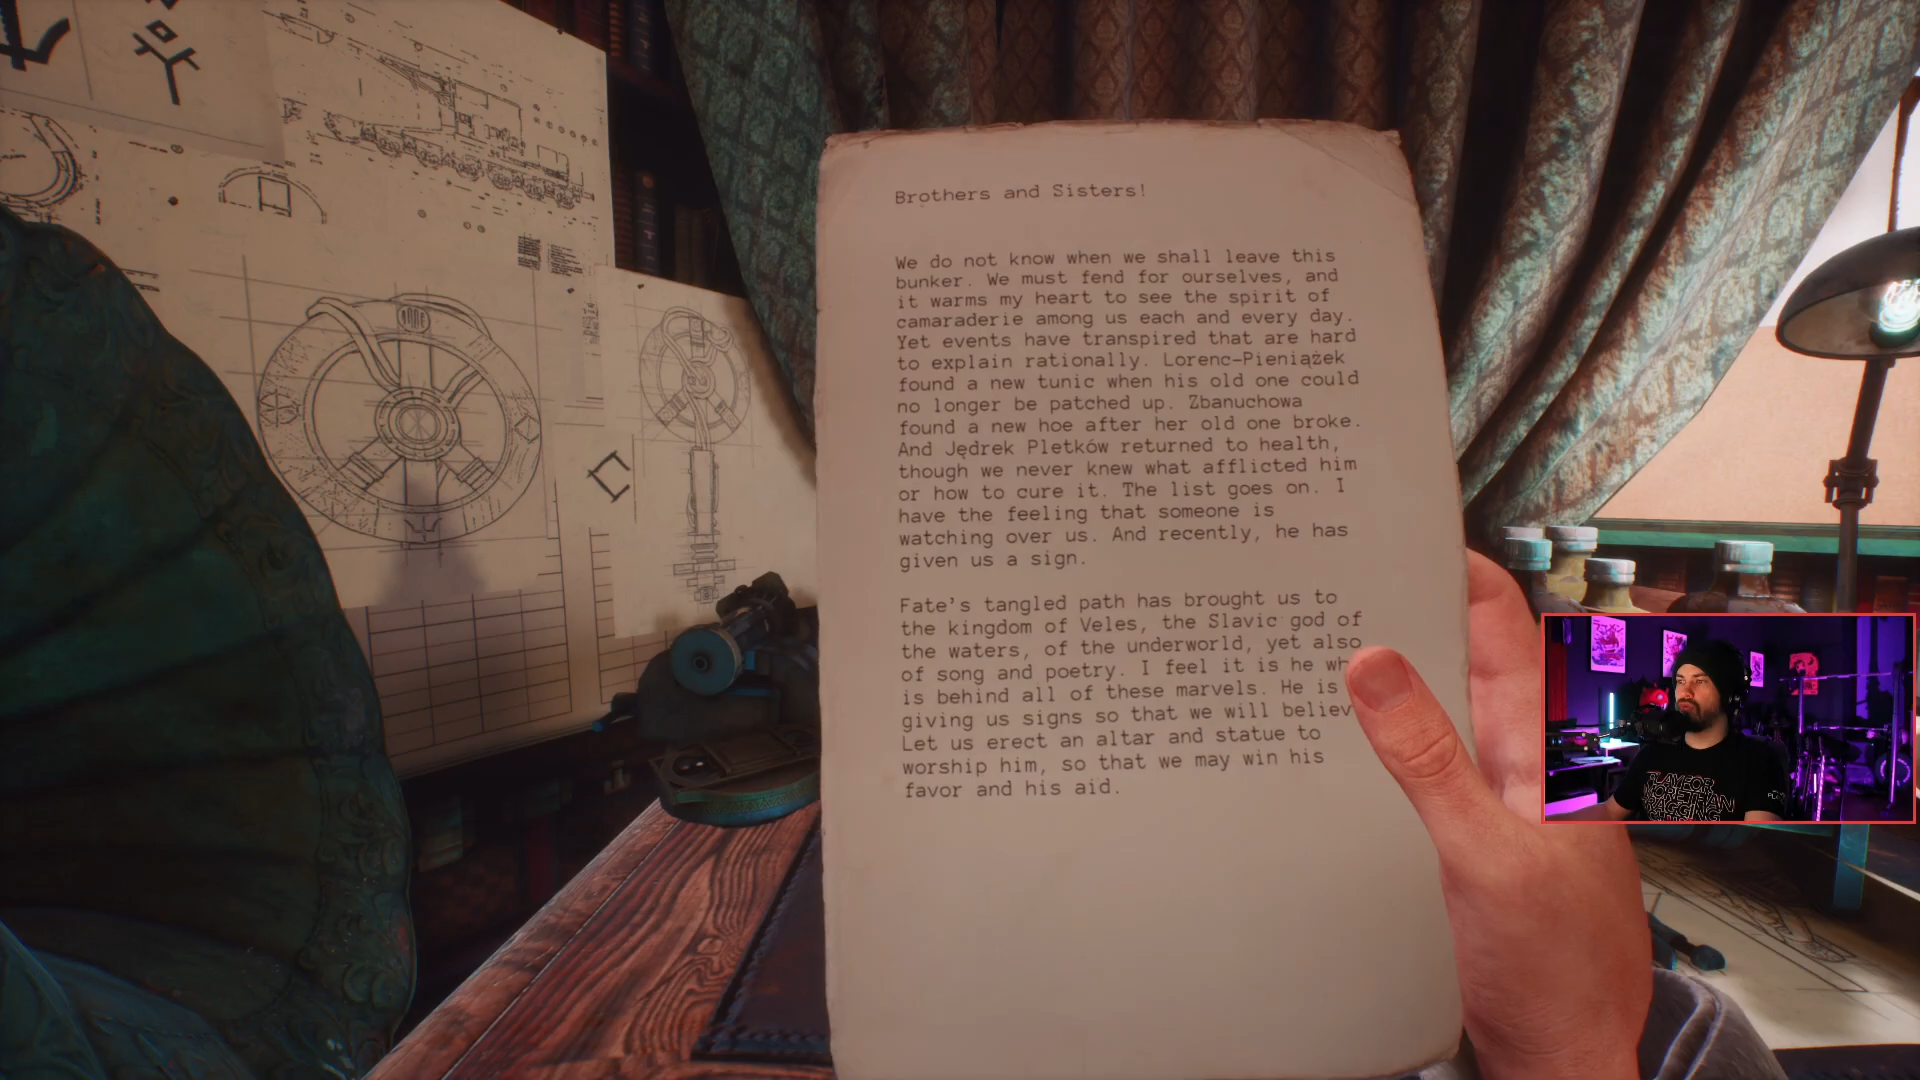 Brothers and Sisters!
We do not know when we shall leave this
bunker. We must fend for ourselves, and
it warms my heart to see the spirit of
camaraderie among us each and every day.
Yet events have transpired that are hard
to explain rationally. Lorenc-Pieniążek
found a new tunic when his old one could
no longer be patched up. Zbanuchowa
found a new hoe after her old one broke.
And Jędrek Pletków returned to health,
though we never knew what afflicted him
or how to cure it. The list goes on. I
have the feeling that someone is
watching over us. And recently, he has
given us a sign.
Fate's tangled path has brought us to
the kingdom of Veles, the Slavic god of
the waters, of the underworld, yet also
of song and poetry. I feel it is he wh
is behind all of these marvels. He is
giving us signs so that we will believ
Let us erect an altar and statue to
worship him, so that we may win his
favor and his aid.